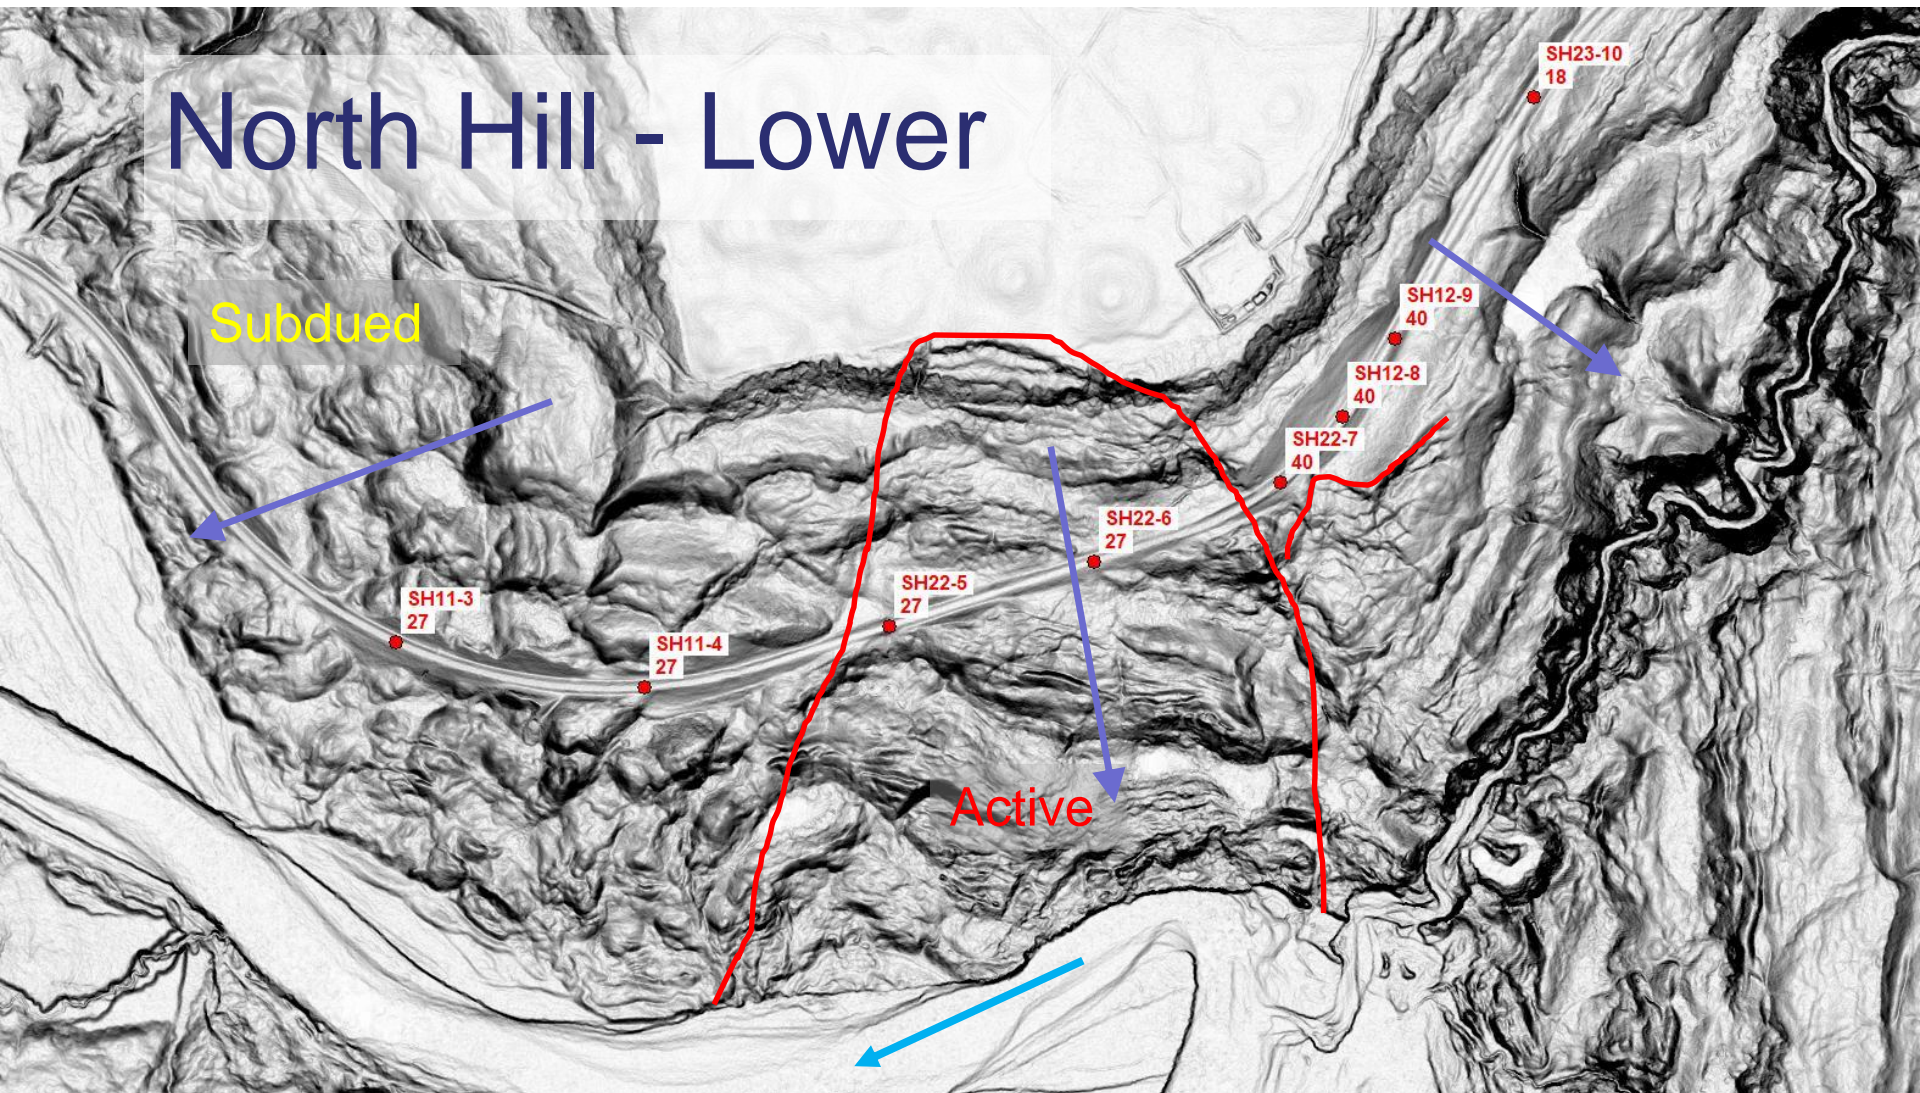 North Hill - Lower
SH23-10
18
Subdued
SH12-9
40
SH12-8
40
SH22-7
40
SH22-6
27
SH22-5
27
SH11-3
27
SH11-4
27
Active